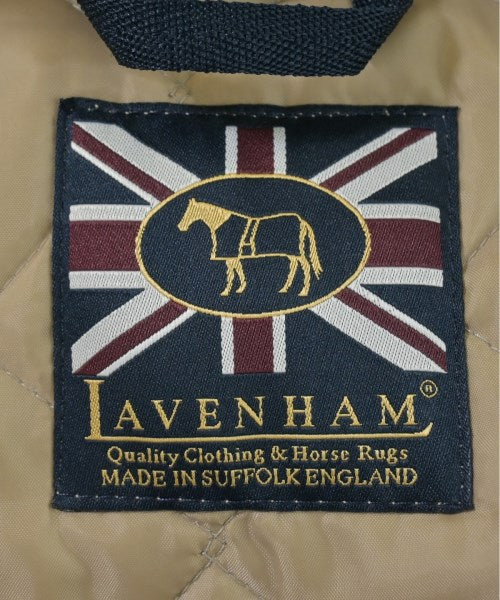 LAVENHAM®
Quality Clothing & Horse Rugs
MADE IN SUFFOLK ENGLAND